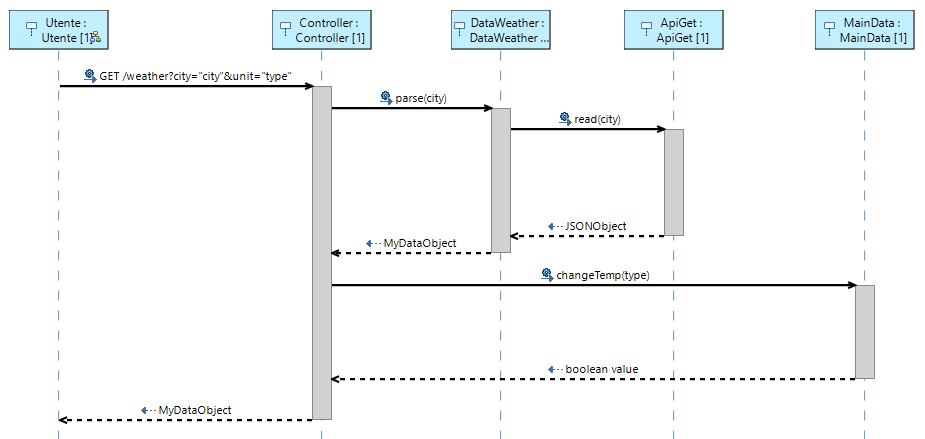 Utente :
Utente [1]
Controller :
Controller [1]
DataWeather :
DataWeather ...
ApiGet :
ApiGet [1]
MainData :
MainData [1]
GET /weather?city="city"&unit="type"
parse(city)
read(city)
JSONObject
MyDataObject
changeTemp(type)
boolean value
MyDataObject